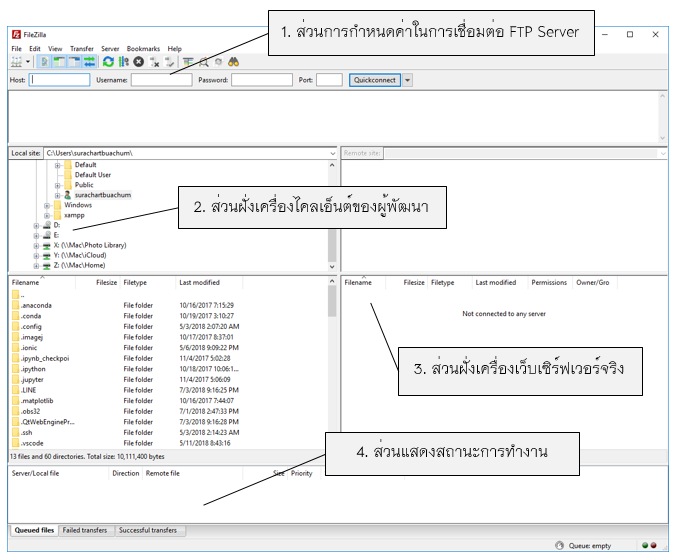 1. ส่วนการกำหนดค่าในการเชื่อมต่อ FTP Server
FileZilla
File Edit View Transfer Server Bookmarks Help
Host: Username: Password: Port: Quickconnect
Local site: C:\Users\surachartbuachum\
Remote site:
Default
Default User
Public
surachartbuachum
Windows
xampp
D:
E:
X: (\\Mac\Photo Library)
Y: (\\Mac\iCloud)
Z: (\\Mac\Home)
2. ส่วนฝั่งเครื่องไคลเอ็นต์ของผู้พัฒนา
Filename Filesize Filetype Last modified
..
.anaconda File folder 10/16/2017 7:15:29
.conda File folder 10/19/2017 3:10:27
.config File folder 5/3/2018 2:07:20 AM
.imagej File folder 10/17/2017 8:37:01
.ionic File folder 5/6/2018 9:09:22 PM
.ipynb_checkpoi File folder 11/4/2017 5:02:28
.ipython File folder 10/18/2017 10:06:1...
.jupyter File folder 11/4/2017 5:06:09
.LINE File folder 7/3/2018 9:16:25 PM
.matplotlib File folder 10/16/2017 7:44:07
.obs32 File folder 7/1/2018 2:47:33 PM
.QtWebEnginePr... File folder 7/3/2018 9:16:28 PM
.ssh File folder 5/3/2018 2:14:23 AM
.vscode File folder 5/11/2018 8:43:16
13 files and 60 directories. Total size: 10,111,400 bytes
Filename Filesize Filetype Last modified Permissions Owner/Gro
Not connected to any server
3. ส่วนฝั่งเครื่องเว็บเซิร์ฟเวอร์จริง
4. ส่วนแสดงสถานะการทำงาน
Server/Local file Direction Remote file Size Priority
Queued files Failed transfers Successful transfers
Queue: empty